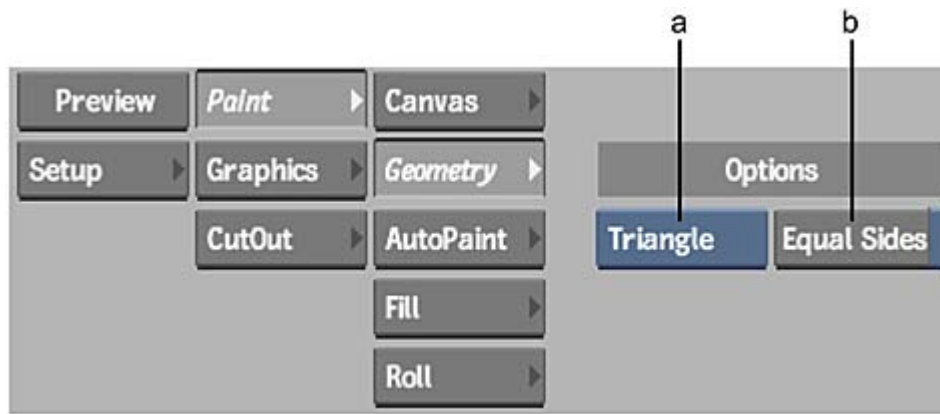 a b
Preview Paint Canvas
Setup Graphics Geometry Options
CutOut AutoPaint Triangle Equal Sides
Fill
Roll